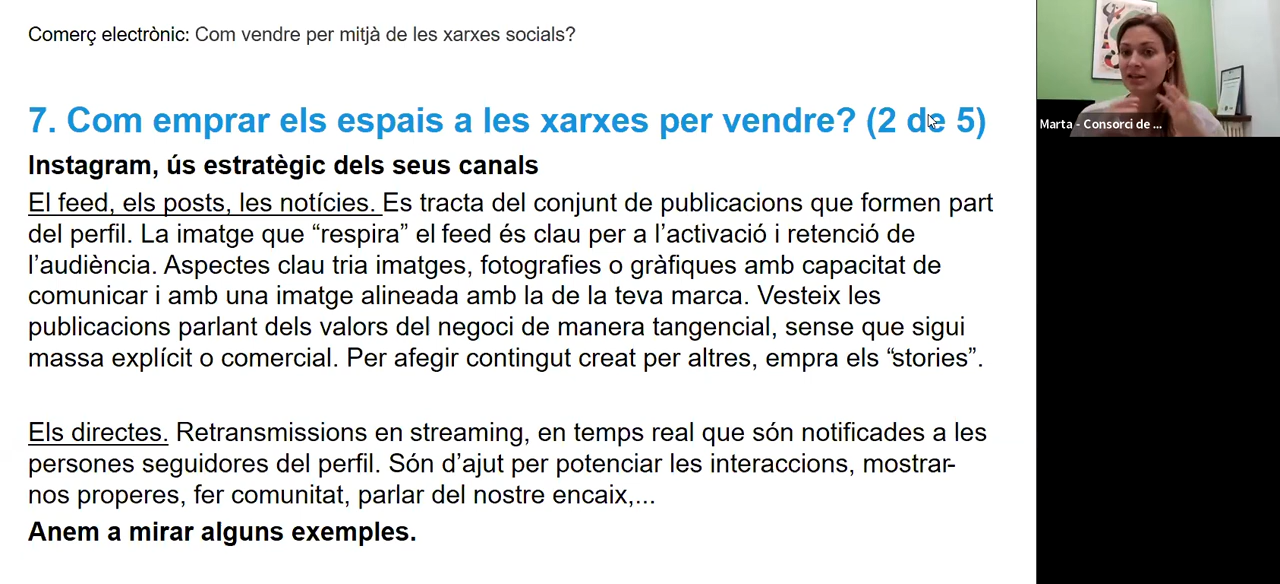 Comerç electrònic: Com vendre per mitjà de les xarxes socials?
7. Com emprar els espais a les xarxes per vendre? (2 de 5)
Instagram, ús estratègic dels seus canals
El feed, els posts, les notícies. Es tracta del conjunt de publicacions que formen part
del perfil. La imatge que “respira” el feed és clau per a l’activació i retenció de
l’audiència. Aspectes clau tria imatges, fotografies o gràfiques amb capacitat de
comunicar i amb una imatge alineada amb la de la teva marca. Vesteix les
publicacions parlant dels valors del negoci de manera tangencial, sense que sigui
massa explícit o comercial. Per afegir contingut creat per altres, empra els “stories”.
Els directes. Retransmissions en streaming, en temps real que són notificades a les
persones seguidores del perfil. Són d’ajut per potenciar les interaccions, mostrar-
nos properes, fer comunitat, parlar del nostre encaix,...
Anem a mirar alguns exemples.
Marta - Consorci de ...